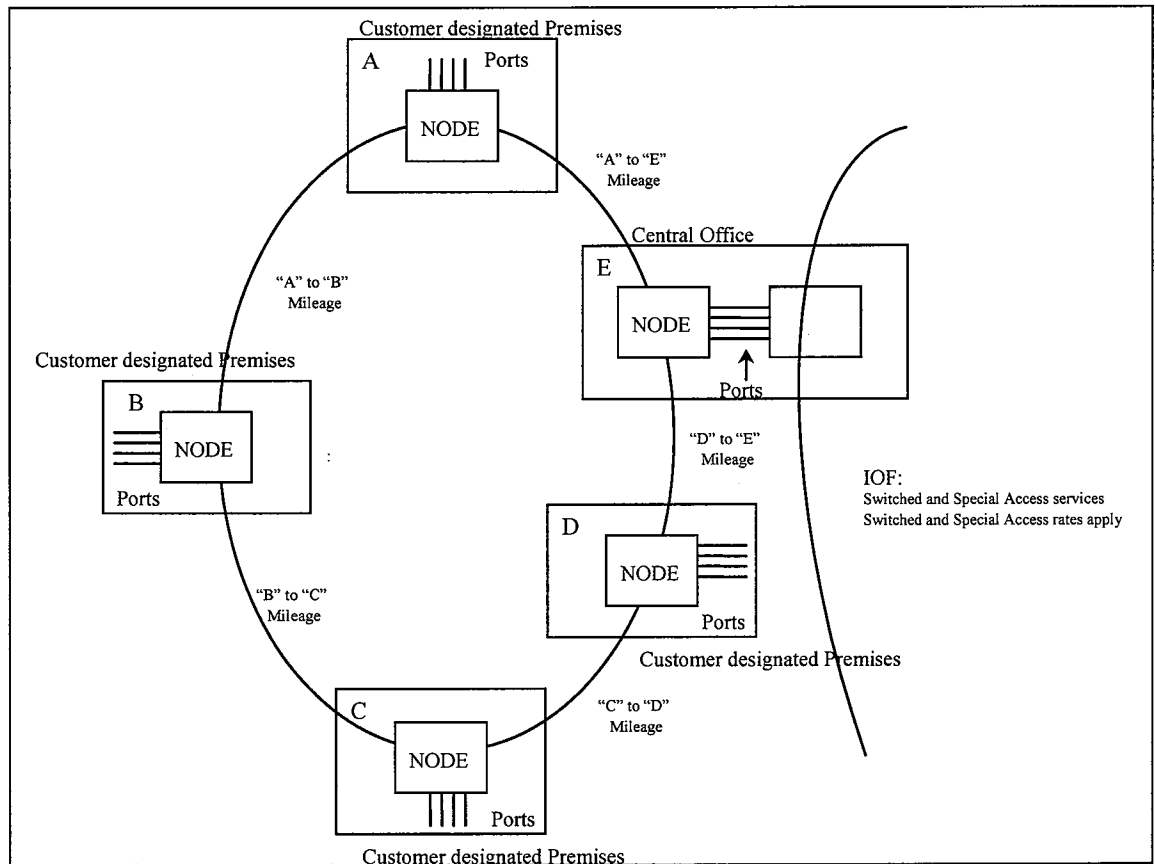 Customer designated Premises
A
Ports
NODE
"A" to "E"
Mileage
Central Office
E
NODE
Ports
"A" to "B"
Mileage
Customer designated Premises
B
NODE
Ports
"D" to "E"
Mileage
IOF:
Switched and Special Access services
Switched and Special Access rates apply
D
NODE
Ports
Customer designated Premises
"B" to "C"
Mileage
C
NODE
Ports
"C" to "D"
Mileage
Customer designated Premises